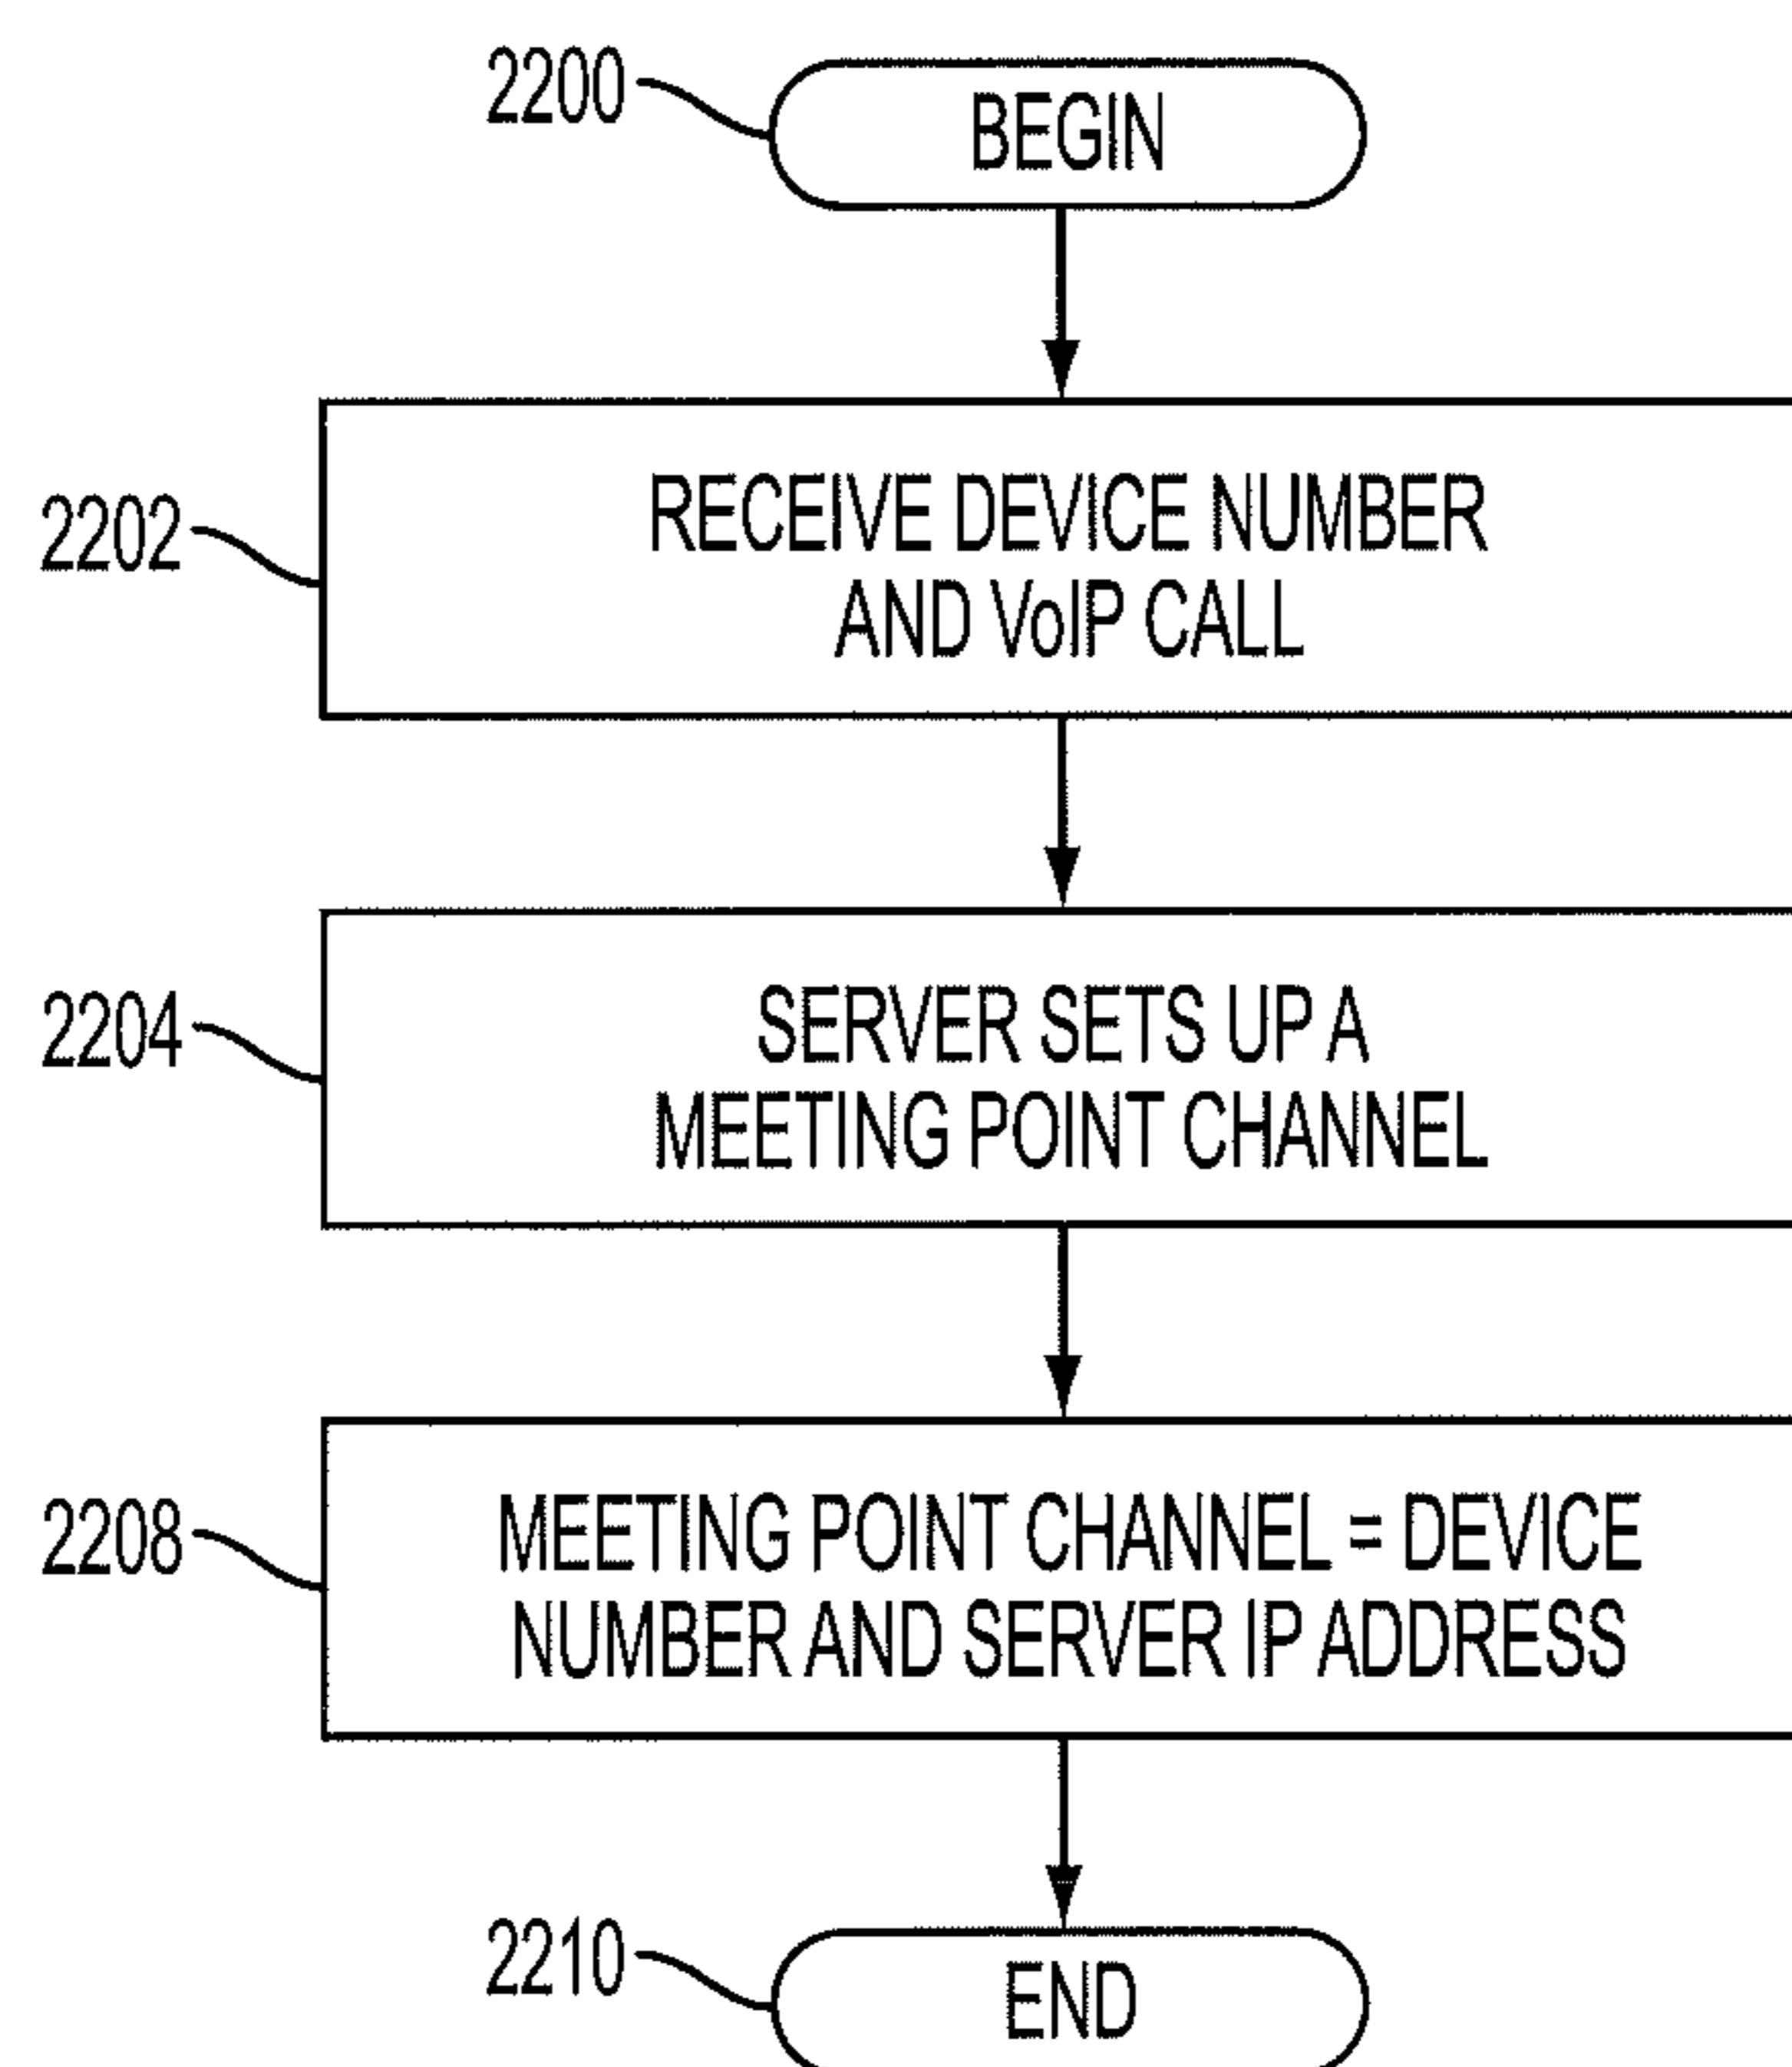 2200
BEGIN
2202
RECEIVE DEVICE NUMBER
AND VoIP CALL
2204
SERVER SETS UP A
MEETING POINT CHANNEL
2208
MEETING POINT CHANNEL = DEVICE
NUMBER AND SERVER IP ADDRESS
2210
END